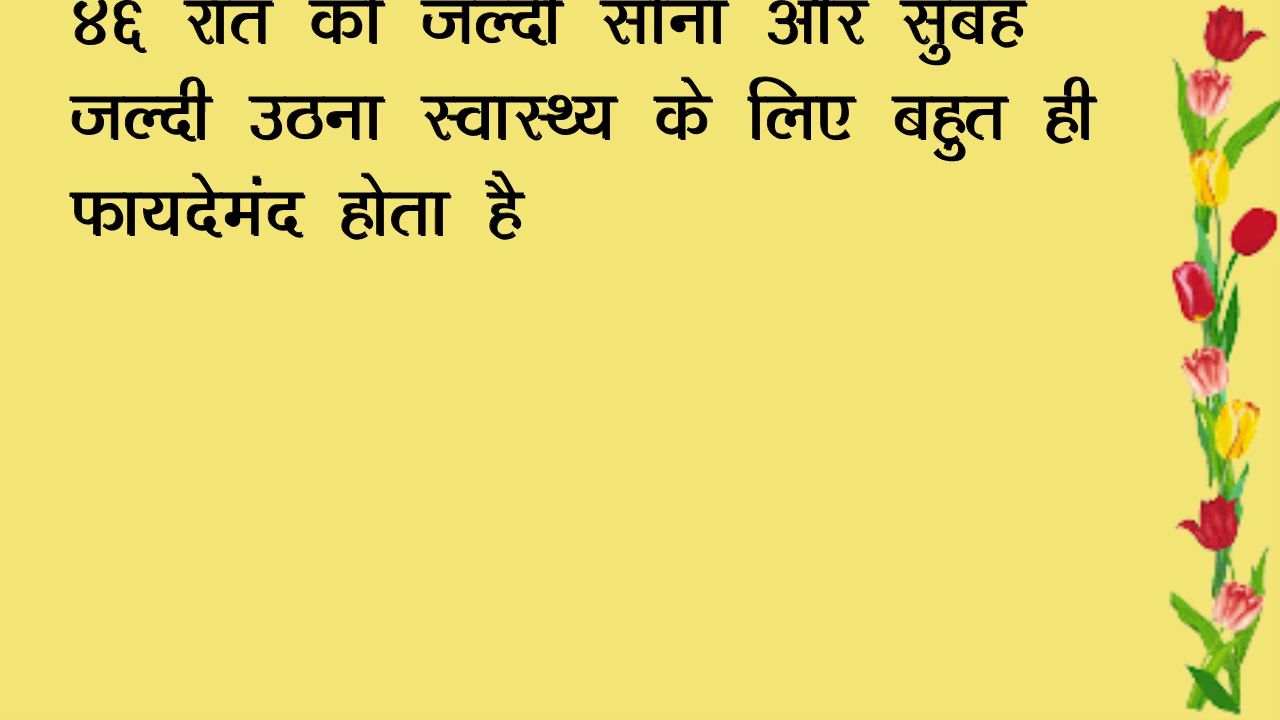 ४६ रात को जल्दी सोना और सुबह
जल्दी उठना स्वास्थ्य के लिए बहुत ही
फायदेमंद होता है